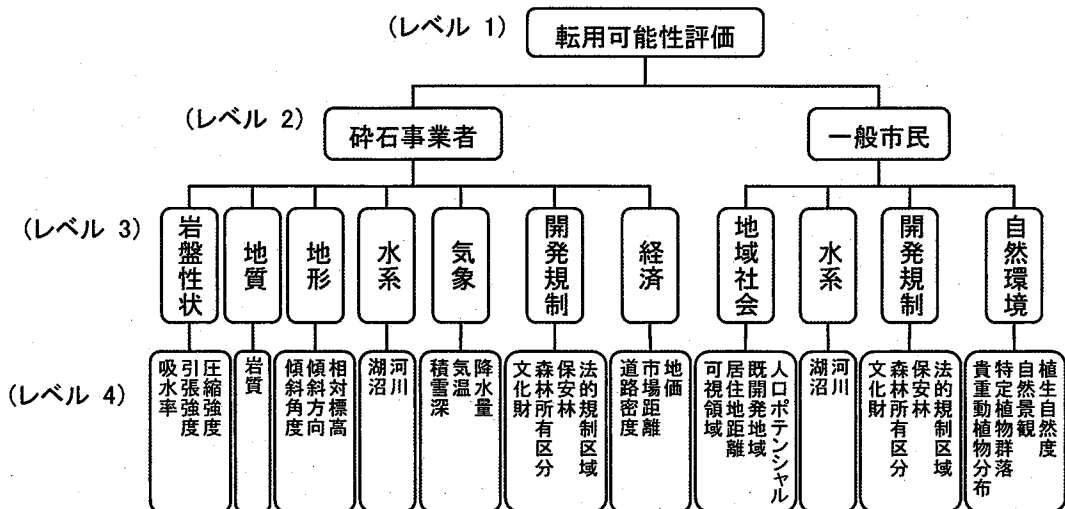 (レベル 1)
転用可能性評価
(レベル 2)
砕石事業者
一般市民
(レベル 3)
岩盤性状
地質
地形
水系
気象
開発規制
経済
地域社会
水系
開発規制
自然環境
(レベル 4)
圧縮強度
引張強度
吸水率
岩質
相対標高
傾斜方向
傾斜角度
河川
湖沼
降水量
気温
積雪深
法的規制区域
保安林
森林所有区分
文化財
地価
市場距離
道路密度
人口ポテンシャル
既開発地域
居住地距離
可視領域
河川
湖沼
法的規制区域
保安林
森林所有区分
文化財
植生自然度
自然景観
特定植物群落
貴重動植物分布